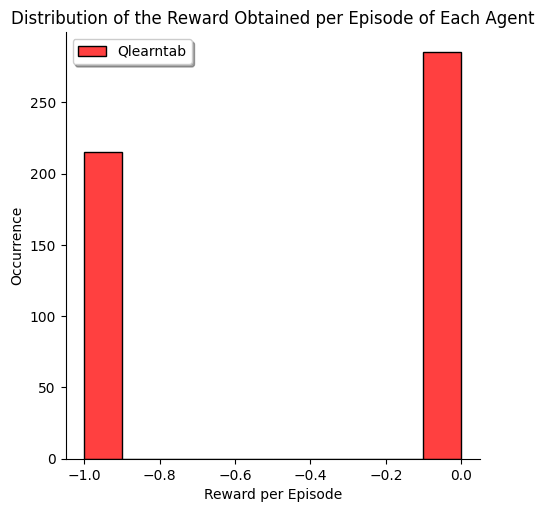 Distribution of the Reward Obtained per Episode of Each Agent
Qlearntab
250
200
150
100
50
0
Occurrence
−1.0 −0.8 −0.6 −0.4 −0.2 0.0
Reward per Episode